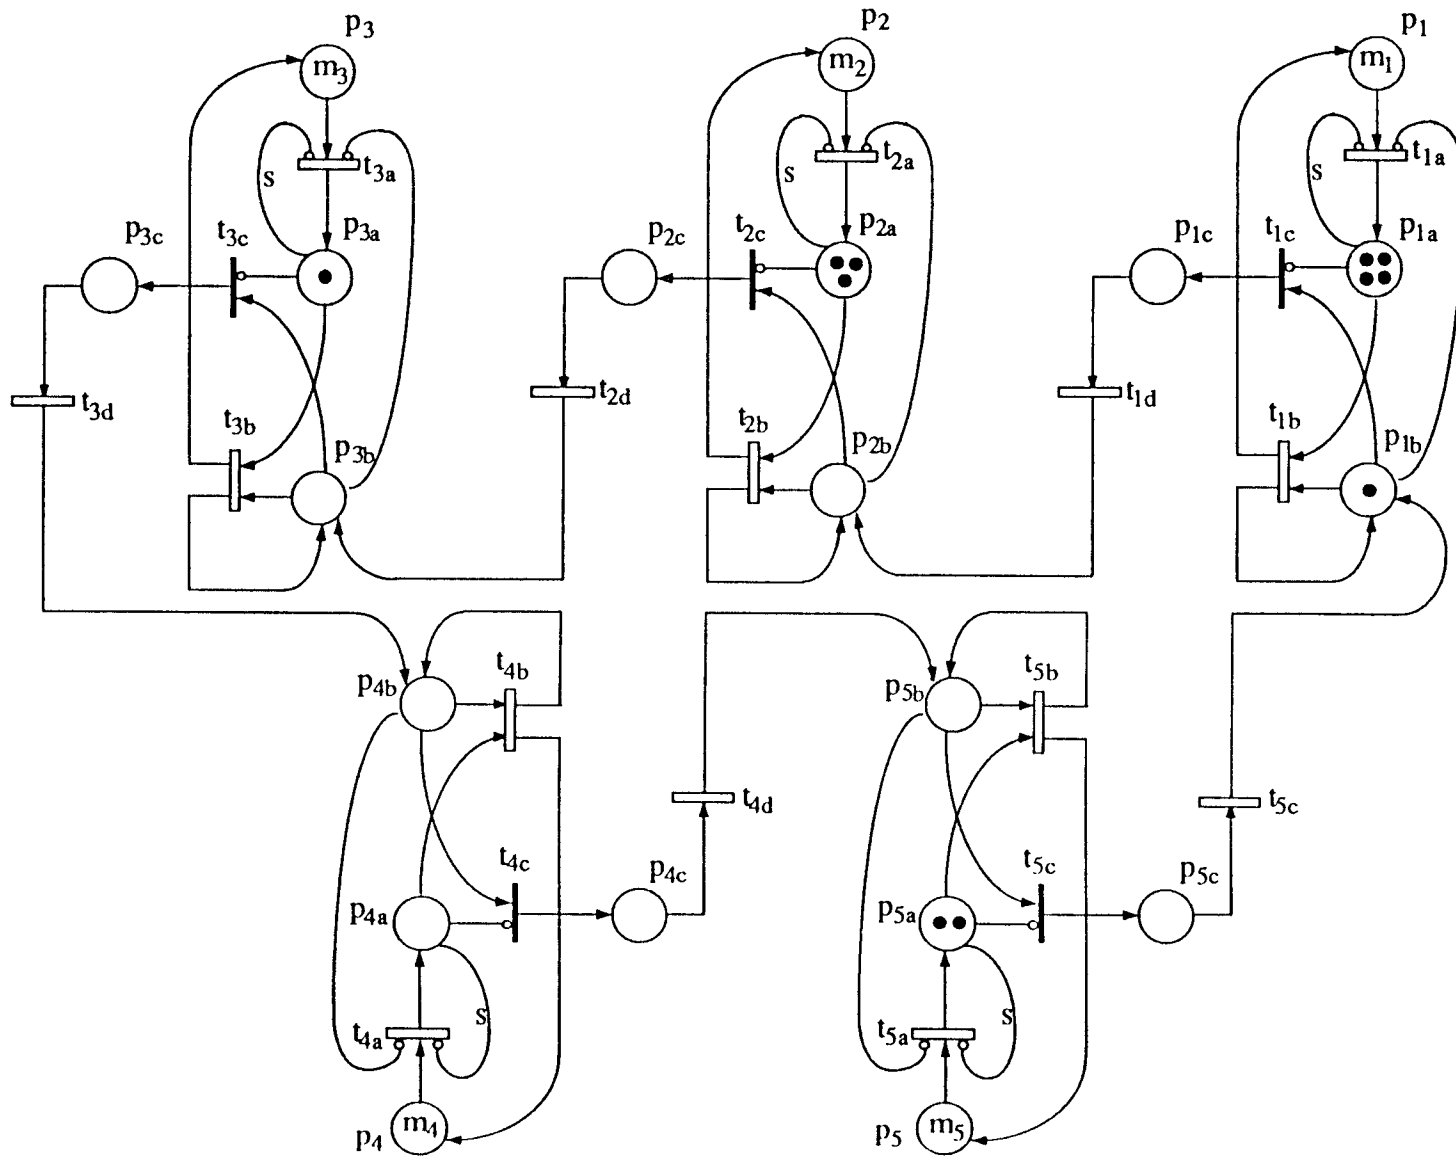 p3 p2 p1
m3 m2 m1
t3a t2a t1a
s s s
p3c t3c p3a p2c t2c p2a p1c t1c p1a
t3d t2d t1d
t3b p3b t2b p2b t1b p1b
p4b t4b p5b t5b
t4d t5c
t4c p4c t5c p5c
p4a p5a
s s
t4a t5a
p4 m4 p5 m5